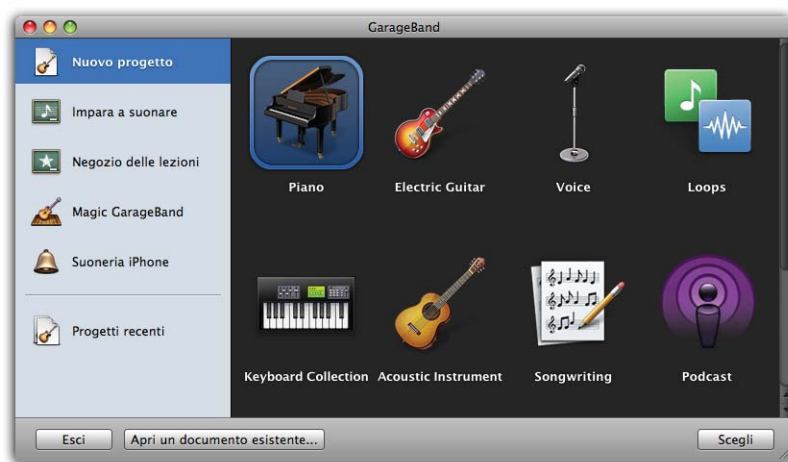 GarageBand
Nuovo progetto
Impara a suonare
Negozio delle lezioni
Magic GarageBand
Suoneria iPhone
Progetti recenti
Piano
Electric Guitar
Voice
Loops
Keyboard Collection
Acoustic Instrument
Songwriting
Podcast
Esci
Apri un documento esistente...
Scegli